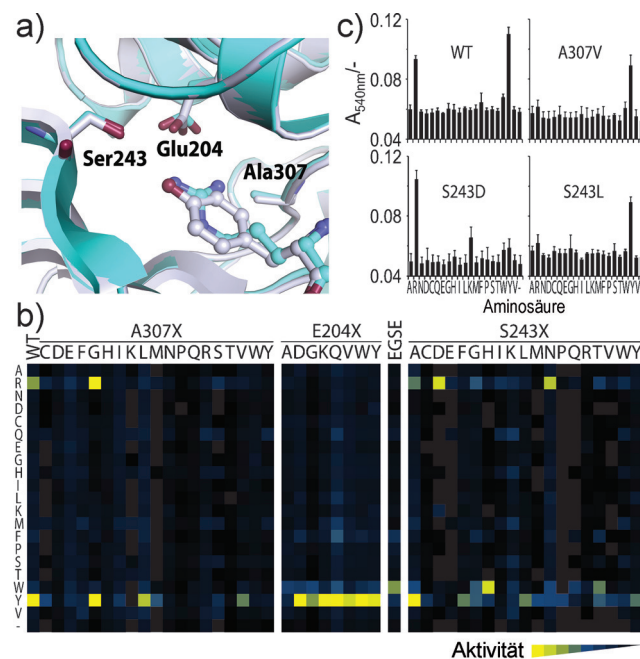 a)
Ser243
Glu204
Ala307
c)
A540nm/-
0.12
0.08
0.04
WT
A307V
0.12
0.08
0.04
S243D
S243L
ARNDCQEGHILKMFPSTWYV-
ARNDCQEGHILKMFPSTWYV-
Aminosäure
b)
WT
A307X
CDEFGHIKLMNPQRSTVWY
E204X
ADGKQVWY
EGSE
S243X
ACDEFGHIKLMNPQRTVWY
A
R
N
D
C
Q
E
G
H
I
L
K
M
F
P
S
T
W
Y
V
-
Aktivität